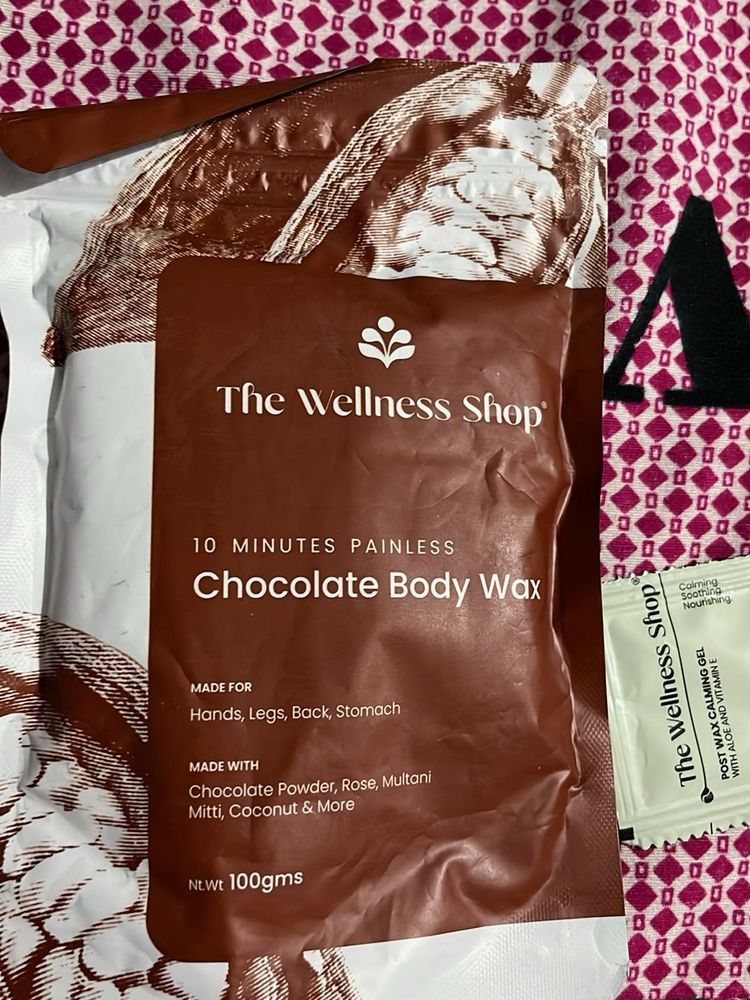 The Wellness Shop®
10 MINUTES PAINLESS
Chocolate Body Wax
MADE FOR
Hands, Legs, Back, Stomach
MADE WITH
Chocolate Powder, Rose, Multani
Mitti, Coconut & More
Nt.Wt 100gms
A
The Wellness Shop®
POST WAX CALMING GEL
WITH ALOE AND VITAMIN E
Calming
Soothing
Nourishing